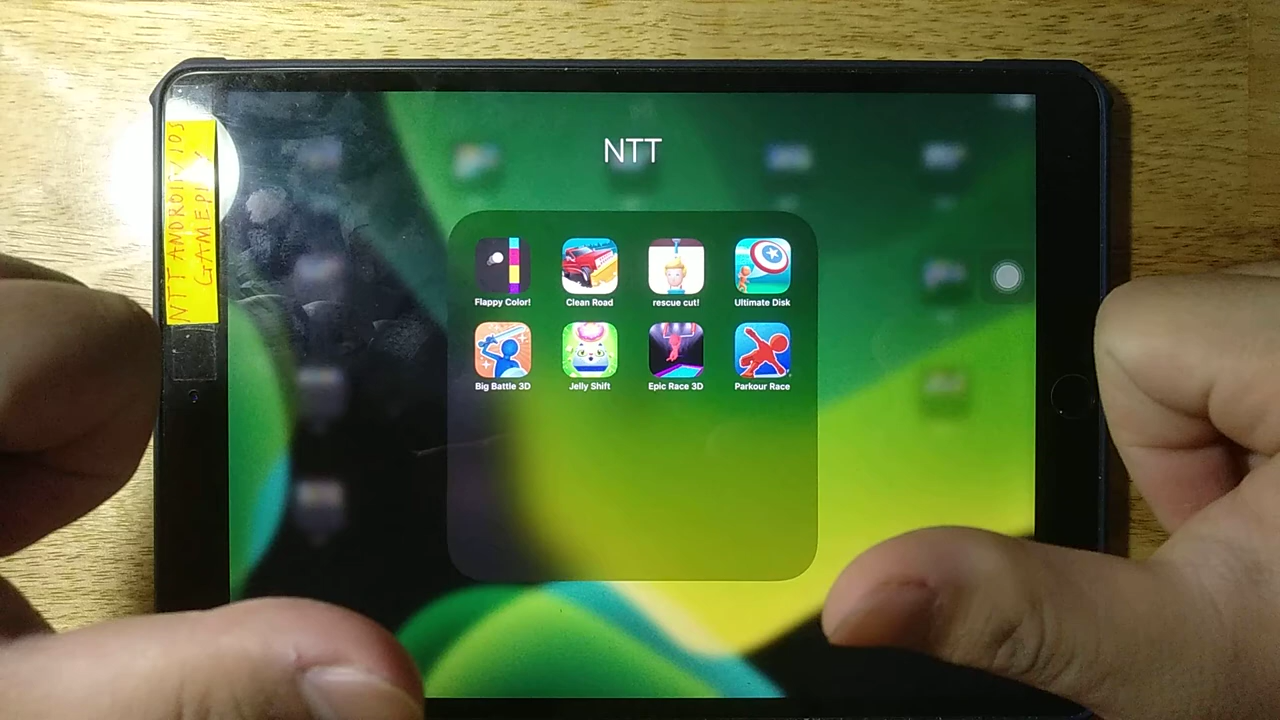 NTT
NTT ANDROID/IOS
Flappy Color!
Clean Road
rescue cut!
Ultimate Disk
Big Battle 3D
Jelly Shift
Epic Race 3D
Parkour Race